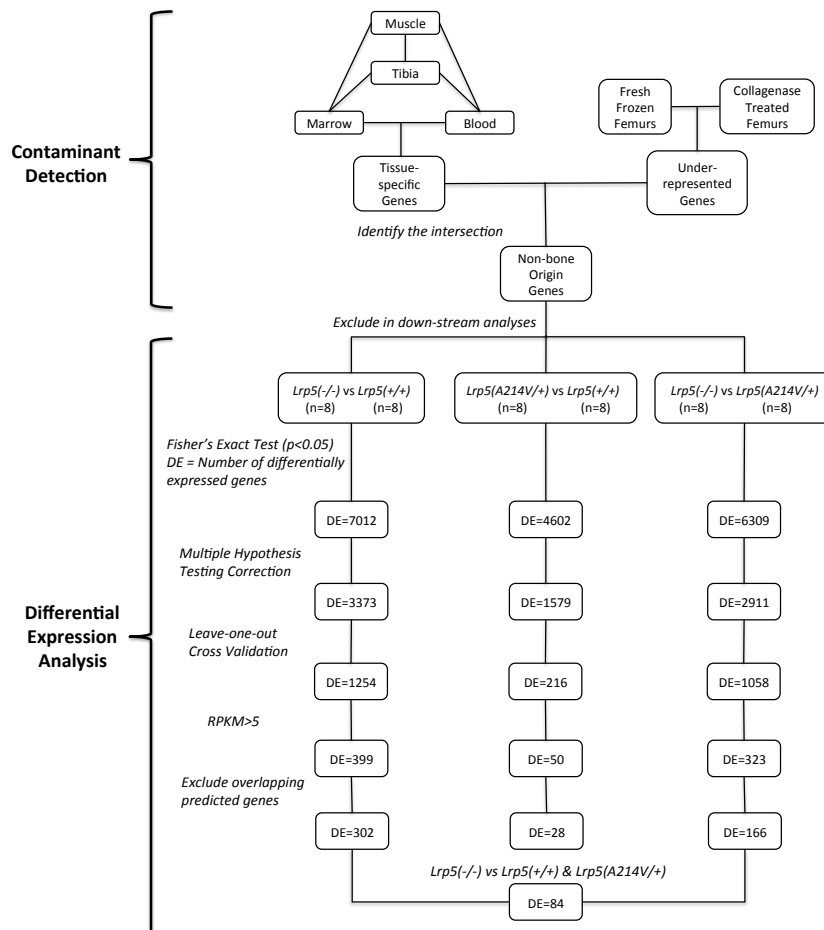 Muscle
Tibia
Marrow
Blood
Fresh
Frozen
Femurs
Collagenase
Treated
Femurs
Contaminant
Detection
Tissue-
specific
Genes
Under-
represented
Genes
Identify the intersection
Non-bone
Origin
Genes
Exclude in down-stream analyses
Lrp5(-/-) vs Lrp5(+/+)
(n=8) (n=8)
Lrp5(A214V/+) vs Lrp5(+/+)
(n=8) (n=8)
Lrp5(-/-) vs Lrp5(A214V/+)
(n=8) (n=8)
Fisher's Exact Test (p<0.05)
DE = Number of differentially
expressed genes
DE=7012
DE=4602
DE=6309
Multiple Hypothesis
Testing Correction
DE=3373
DE=1579
DE=2911
Differential
Expression
Analysis
Leave-one-out
Cross Validation
DE=1254
DE=216
DE=1058
RPKM>5
DE=399
DE=50
DE=323
Exclude overlapping
predicted genes
DE=302
DE=28
DE=166
Lrp5(-/-) vs Lrp5(+/+) & Lrp5(A214V/+)
DE=84